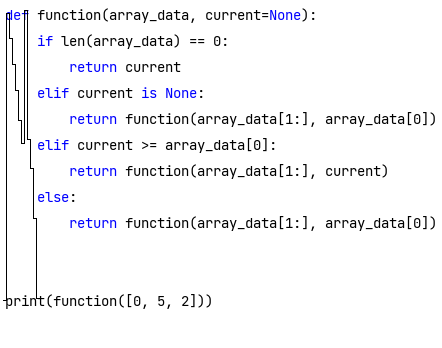 def function(array_data, current=None):
    if len(array_data) == 0:
        return current
    elif current is None:
        return function(array_data[1:], array_data[0])
    elif current >= array_data[0]:
        return function(array_data[1:], current)
    else:
        return function(array_data[1:], array_data[0])
print(function([0, 5, 2]))